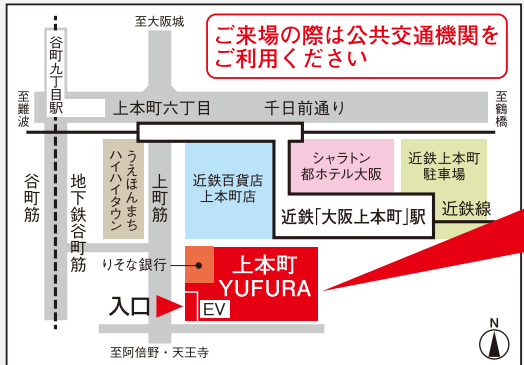 至大阪城
ご来場の際は公共交通機関を
ご利用ください
谷町九丁目駅
至難波
上本町六丁目
千日前通り
至鶴橋
うえほんまち
ハイハイタウン
上町筋
近鉄百貨店
上本町店
シェラトン
都ホテル大阪
近鉄上本町
駐車場
谷町筋
地下鉄谷町筋
近鉄「大阪上本町」駅
近鉄線
りそな銀行
上本町
YUFURA
入口
EV
至阿倍野・天王寺
N